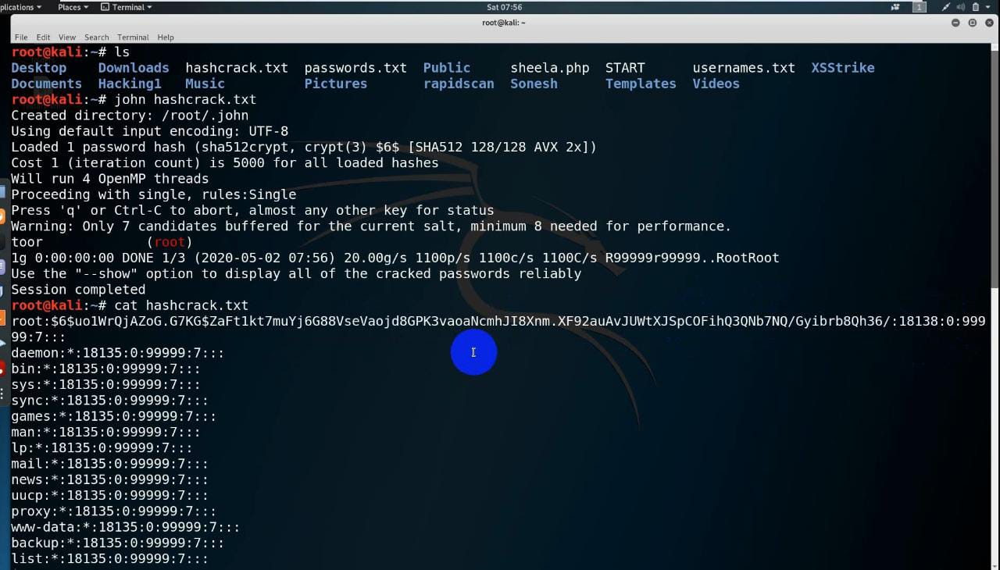 plications Places Terminal Sat 07:56 1
root@kali: ~
File Edit View Search Terminal Help
root@kali:~# ls
Desktop Downloads hashcrack.txt passwords.txt Public sheela.php START usernames.txt XSStrike
Documents Hacking1 Music Pictures rapidscan Sonesh Templates Videos
root@kali:~# john hashcrack.txt
Created directory: /root/.john
Using default input encoding: UTF-8
Loaded 1 password hash (sha512crypt, crypt(3) $6$ [SHA512 128/128 AVX 2x])
Cost 1 (iteration count) is 5000 for all loaded hashes
Will run 4 OpenMP threads
Proceeding with single, rules:Single
Press 'q' or Ctrl-C to abort, almost any other key for status
Warning: Only 7 candidates buffered for the current salt, minimum 8 needed for performance.
toor (root)
1g 0:00:00:00 DONE 1/3 (2020-05-02 07:56) 20.00g/s 1100p/s 1100c/s 1100C/s R99999r99999..RootRoot
Use the "--show" option to display all of the cracked passwords reliably
Session completed
root@kali:~# cat hashcrack.txt
root:$6$uo1WrQjAZoG.G7KG$ZaFt1kt7muYj6G88VseVaojd8GPK3vaoaNcmhJI8Xnm.XF92auAvJUWtXJSpCOFihQ3QNb7NQ/Gyibrb8Qh36/:18138:0:999
99:7:::
daemon:*:18135:0:99999:7:::
bin:*:18135:0:99999:7:::
sys:*:18135:0:99999:7:::
sync:*:18135:0:99999:7:::
games:*:18135:0:99999:7:::
man:*:18135:0:99999:7:::
lp:*:18135:0:99999:7:::
mail:*:18135:0:99999:7:::
news:*:18135:0:99999:7:::
uucp:*:18135:0:99999:7:::
proxy:*:18135:0:99999:7:::
www-data:*:18135:0:99999:7:::
backup:*:18135:0:99999:7:::
list:*:18135:0:99999:7:::